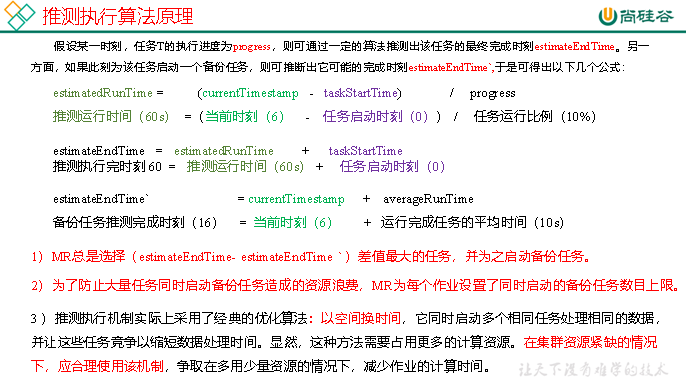 推测执行算法原理
尚硅谷
假设某一时刻，任务T的执行进度为progress，则可通过一定的算法推测出该任务的最终完成时刻estimateEndTime。另一
方面，如果此刻为该任务启动一个备份任务，则可推断出它可能的完成时刻estimateEndTime`,于是可得出以下几个公式：
estimatedRunTime = (currentTimestamp - taskStartTime) / progress
推测运行时间（60s） =（当前时刻（6） - 任务启动时刻（0）） / 任务运行比例（10%）
estimateEndTime = estimatedRunTime + taskStartTime
推测执行完时刻 60 = 推测运行时间（60s） + 任务启动时刻（0）
estimateEndTime` = currentTimestamp + averageRunTime
备份任务推测完成时刻（16） = 当前时刻（6） + 运行完成任务的平均时间（10s）
1）MR总是选择（estimateEndTime- estimateEndTime `）差值最大的任务，并为之启动备份任务。
2）为了防止大量任务同时启动备份任务造成的资源浪费，MR为每个作业设置了同时启动的备份任务数目上限。
3 ）推测执行机制实际上采用了经典的优化算法：以空间换时间，它同时启动多个相同任务处理相同的数据，
并让这些任务竞争以缩短数据处理时间。显然，这种方法需要占用更多的计算资源。在集群资源紧缺的情况
下，应合理使用该机制，争取在多用少量资源的情况下，减少作业的计算时间。
让天下没有难学的技术